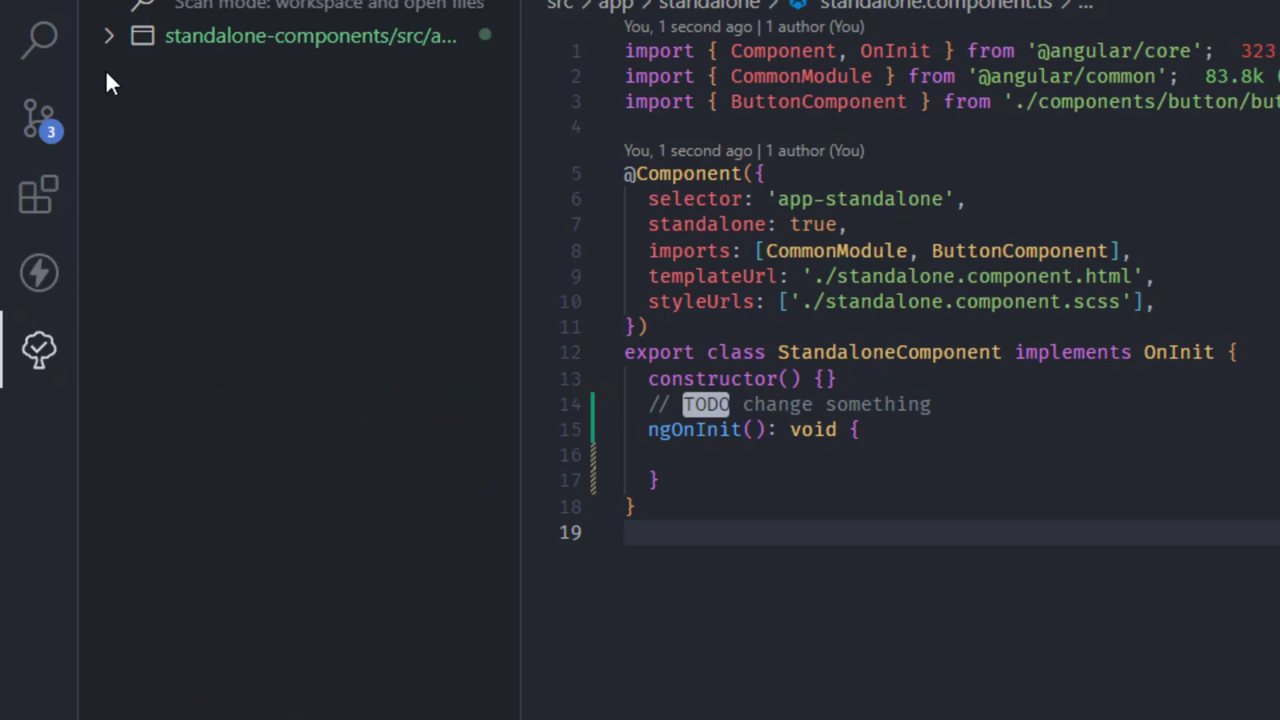 Scan mode: workspace and open files
standalone-components/src/a...
3
src > app > standalone > standalone.component.ts > ...
You, 1 second ago | 1 author (You)
1 import { Component, OnInit } from '@angular/core'; 323
2 import { CommonModule } from '@angular/common'; 83.8k
3 import { ButtonComponent } from './components/button/but
4
You, 1 second ago | 1 author (You)
5 @Component({
6 selector: 'app-standalone',
7 standalone: true,
8 imports: [CommonModule, ButtonComponent],
9 templateUrl: './standalone.component.html',
10 styleUrls: ['./standalone.component.scss'],
11 })
12 export class StandaloneComponent implements OnInit {
13 constructor() {}
14 // TODO change something
15 ngOnInit(): void {
16
17 }
18 }
19